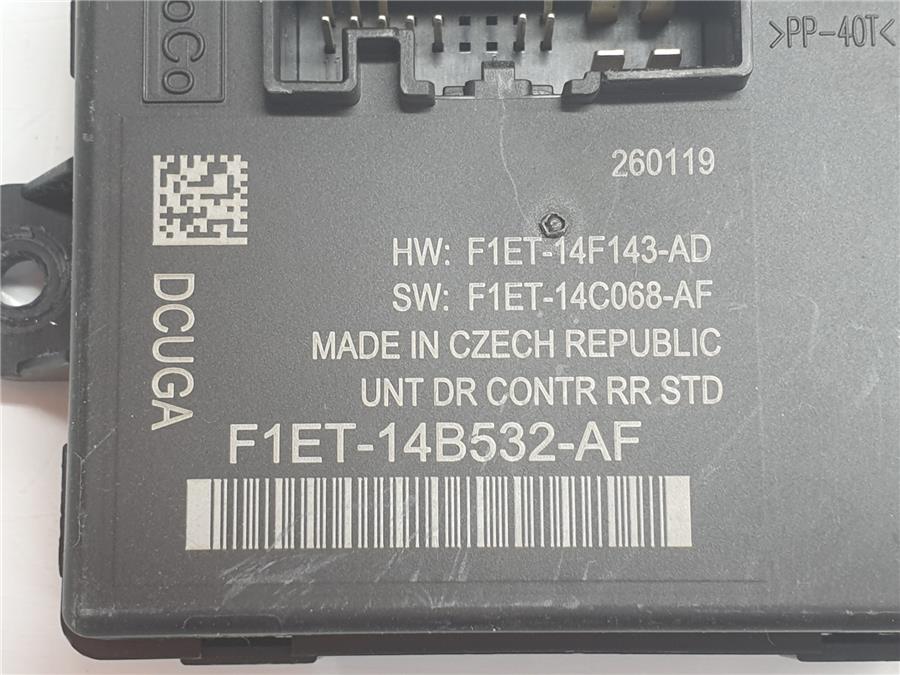 >PP-40T<
260119
HW: F1ET-14F143-AD
SW: F1ET-14C068-AF
MADE IN CZECH REPUBLIC
UNT DR CONTR RR STD
F1ET-14B532-AF
DCUGA